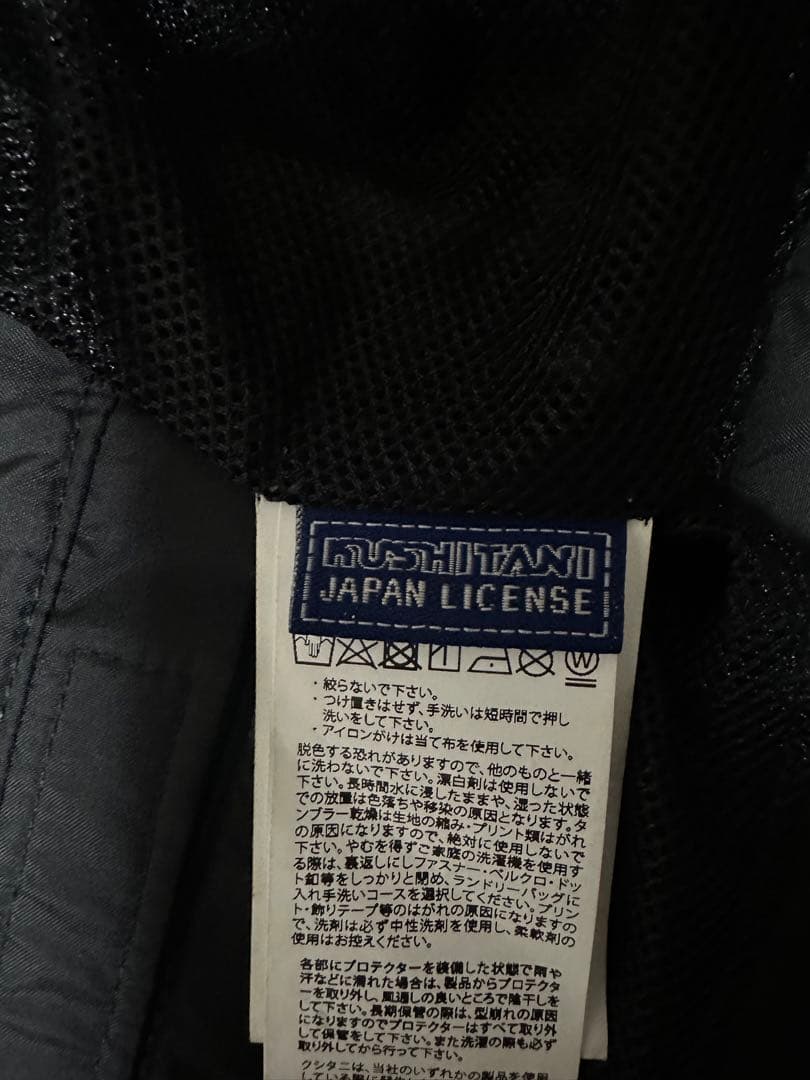 KUSHITANI
JAPAN LICENSE
W
・絞らないで下さい。
・つけ置きはせず、手洗いは短時間で押し
洗いをして下さい。
・アイロンがけは当て布を使用して下さい。
脱色する恐れがありますので、他のものと一緒
に洗わないで下さい。漂白剤は使用しないで
下さい。長時間水に浸したままや、湿った状態
での放置は色落ちや移染の原因となります。タ
ンブラー乾燥は生地の縮み・プリント類はがれ
の原因になりますので、絶対に使用しないで
下さい。やむを得ずご家庭の洗濯機を使用す
る際は、裏返しにしファスナー・ベルクロ・ドッ
ト釦等をしっかりと閉め、ランドリーバッグに
入れ手洗いコースを選択してください。プリン
ト・飾りテープ等のはがれの原因になりますの
で、洗剤は必ず中性洗剤を使用し、柔軟剤の
使用はお控えください。
各部にプロテクターを装備した状態で雨や
汗などに濡れた場合は、製品からプロテクタ
ーを取り外し、風通しの良いところで陰干しを
して下さい。長期保管の際は、型崩れの原因
になりますのでプロテクターはすべて取り外
して保管をして下さい。また洗濯の際も必ず
取り外してから行って下さい。
クシタニは、当社のいずれかの製品を使用